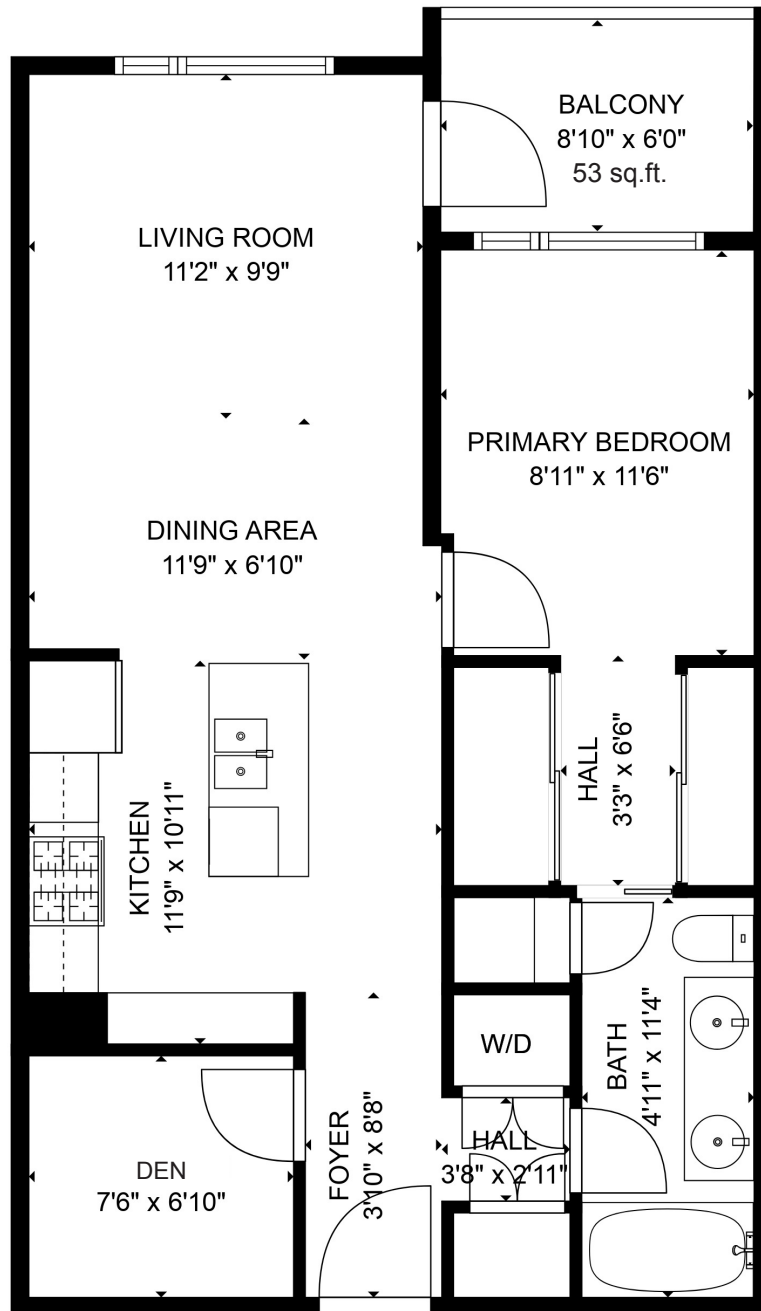 BALCONY
8'10" x 6'0"
53 sq.ft.
LIVING ROOM
11'2" x 9'9"
PRIMARY BEDROOM
8'11" x 11'6"
DINING AREA
11'9" x 6'10"
HALL
3'3" x 6'6"
KITCHEN
11'9" x 10'11"
W/D
BATH
4'11" x 11'4"
HALL
3'8" x 2'11"
FOYER
3'10" x 8'8"
DEN
7'6" x 6'10"